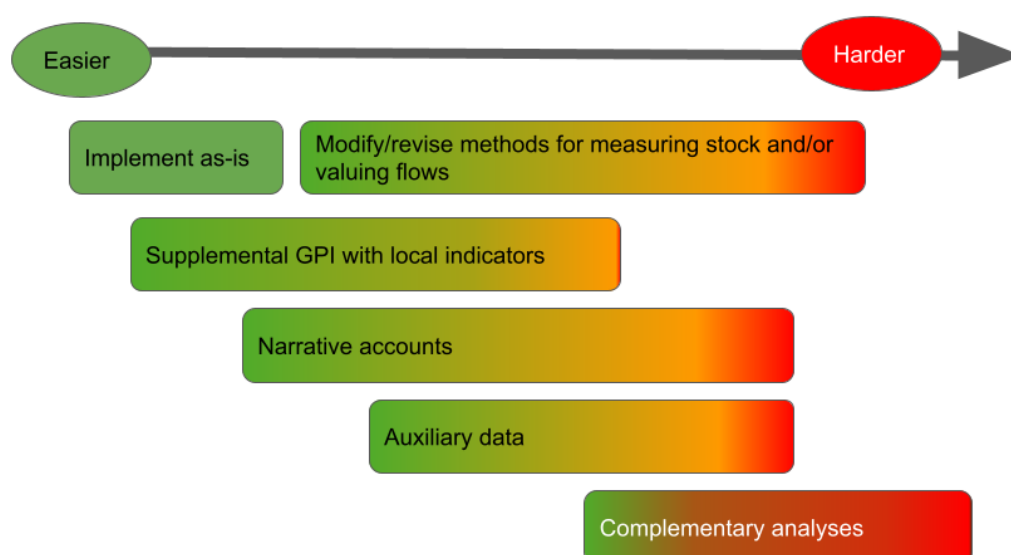 Easier
Harder
Implement as-is
Modify/revise methods for measuring stock and/or
valuing flows
Supplemental GPI with local indicators
Narrative accounts
Auxiliary data
Complementary analyses